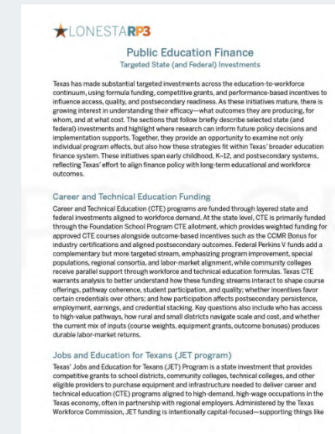 LONESTARRP3
Public Education Finance
Targeted State (and Federal) Investments
Texas has made substantial targeted investments across the education-to-workforce
continuum, using formula funding, competitive grants, and performance-based incentives to
influence access, quality, and postsecondary readiness. As these initiatives mature, there is
growing interest in understanding their efficacy—what outcomes they are producing, for
whom, and at what cost. The sections that follow briefly describe selected state (and
federal) investments and highlight where research can inform future policy decisions and
implementation supports. Together, they provide an opportunity to examine not only
individual program effects, but also how these strategies fit within Texas' broader education
finance system. These initiatives span early childhood, K–12, and postsecondary systems,
reflecting Texas' effort to align finance policy with long-term educational and workforce
outcomes.
Career and Technical Education Funding
Career and Technical Education (CTE) programs are funded through layered state and
federal investments aligned to workforce demand. At the state level, CTE is primarily funded
through the Foundation School Program CTE allotment, which provides weighted funding for
approved CTE courses alongside outcome-based incentives such as the CCMR Bonus for
industry certifications and aligned postsecondary outcomes. Federal Perkins V funds add a
complementary but more targeted stream, emphasizing program improvement, special
populations, regional consortia, and labor-market alignment, while community colleges
receive parallel support through workforce and technical education formulas. Texas CTE
warrants analysis to better understand how these funding streams interact to shape course
offerings, pathway coherence, student participation, and quality; whether incentives favor
certain credentials over others; and how participation affects postsecondary persistence,
employment, earnings, and credential stacking. Key questions also include who has access
to high-value pathways, how rural and small districts navigate scale and cost, and whether
the current mix of inputs (course weights, equipment grants, outcome bonuses) produces
durable labor-market returns.
Jobs and Education for Texans (JET program)
Texas' Jobs and Education for Texans (JET) Program is a state investment that provides
competitive grants to school districts, community colleges, technical colleges, and other
eligible providers to purchase equipment and infrastructure needed to deliver career and
technical education (CTE) programs aligned to high-demand, high-wage occupations in the
Texas economy, often in partnership with regional employers. Administered by the Texas
Workforce Commission, JET funding is intentionally capital-focused—supporting things like